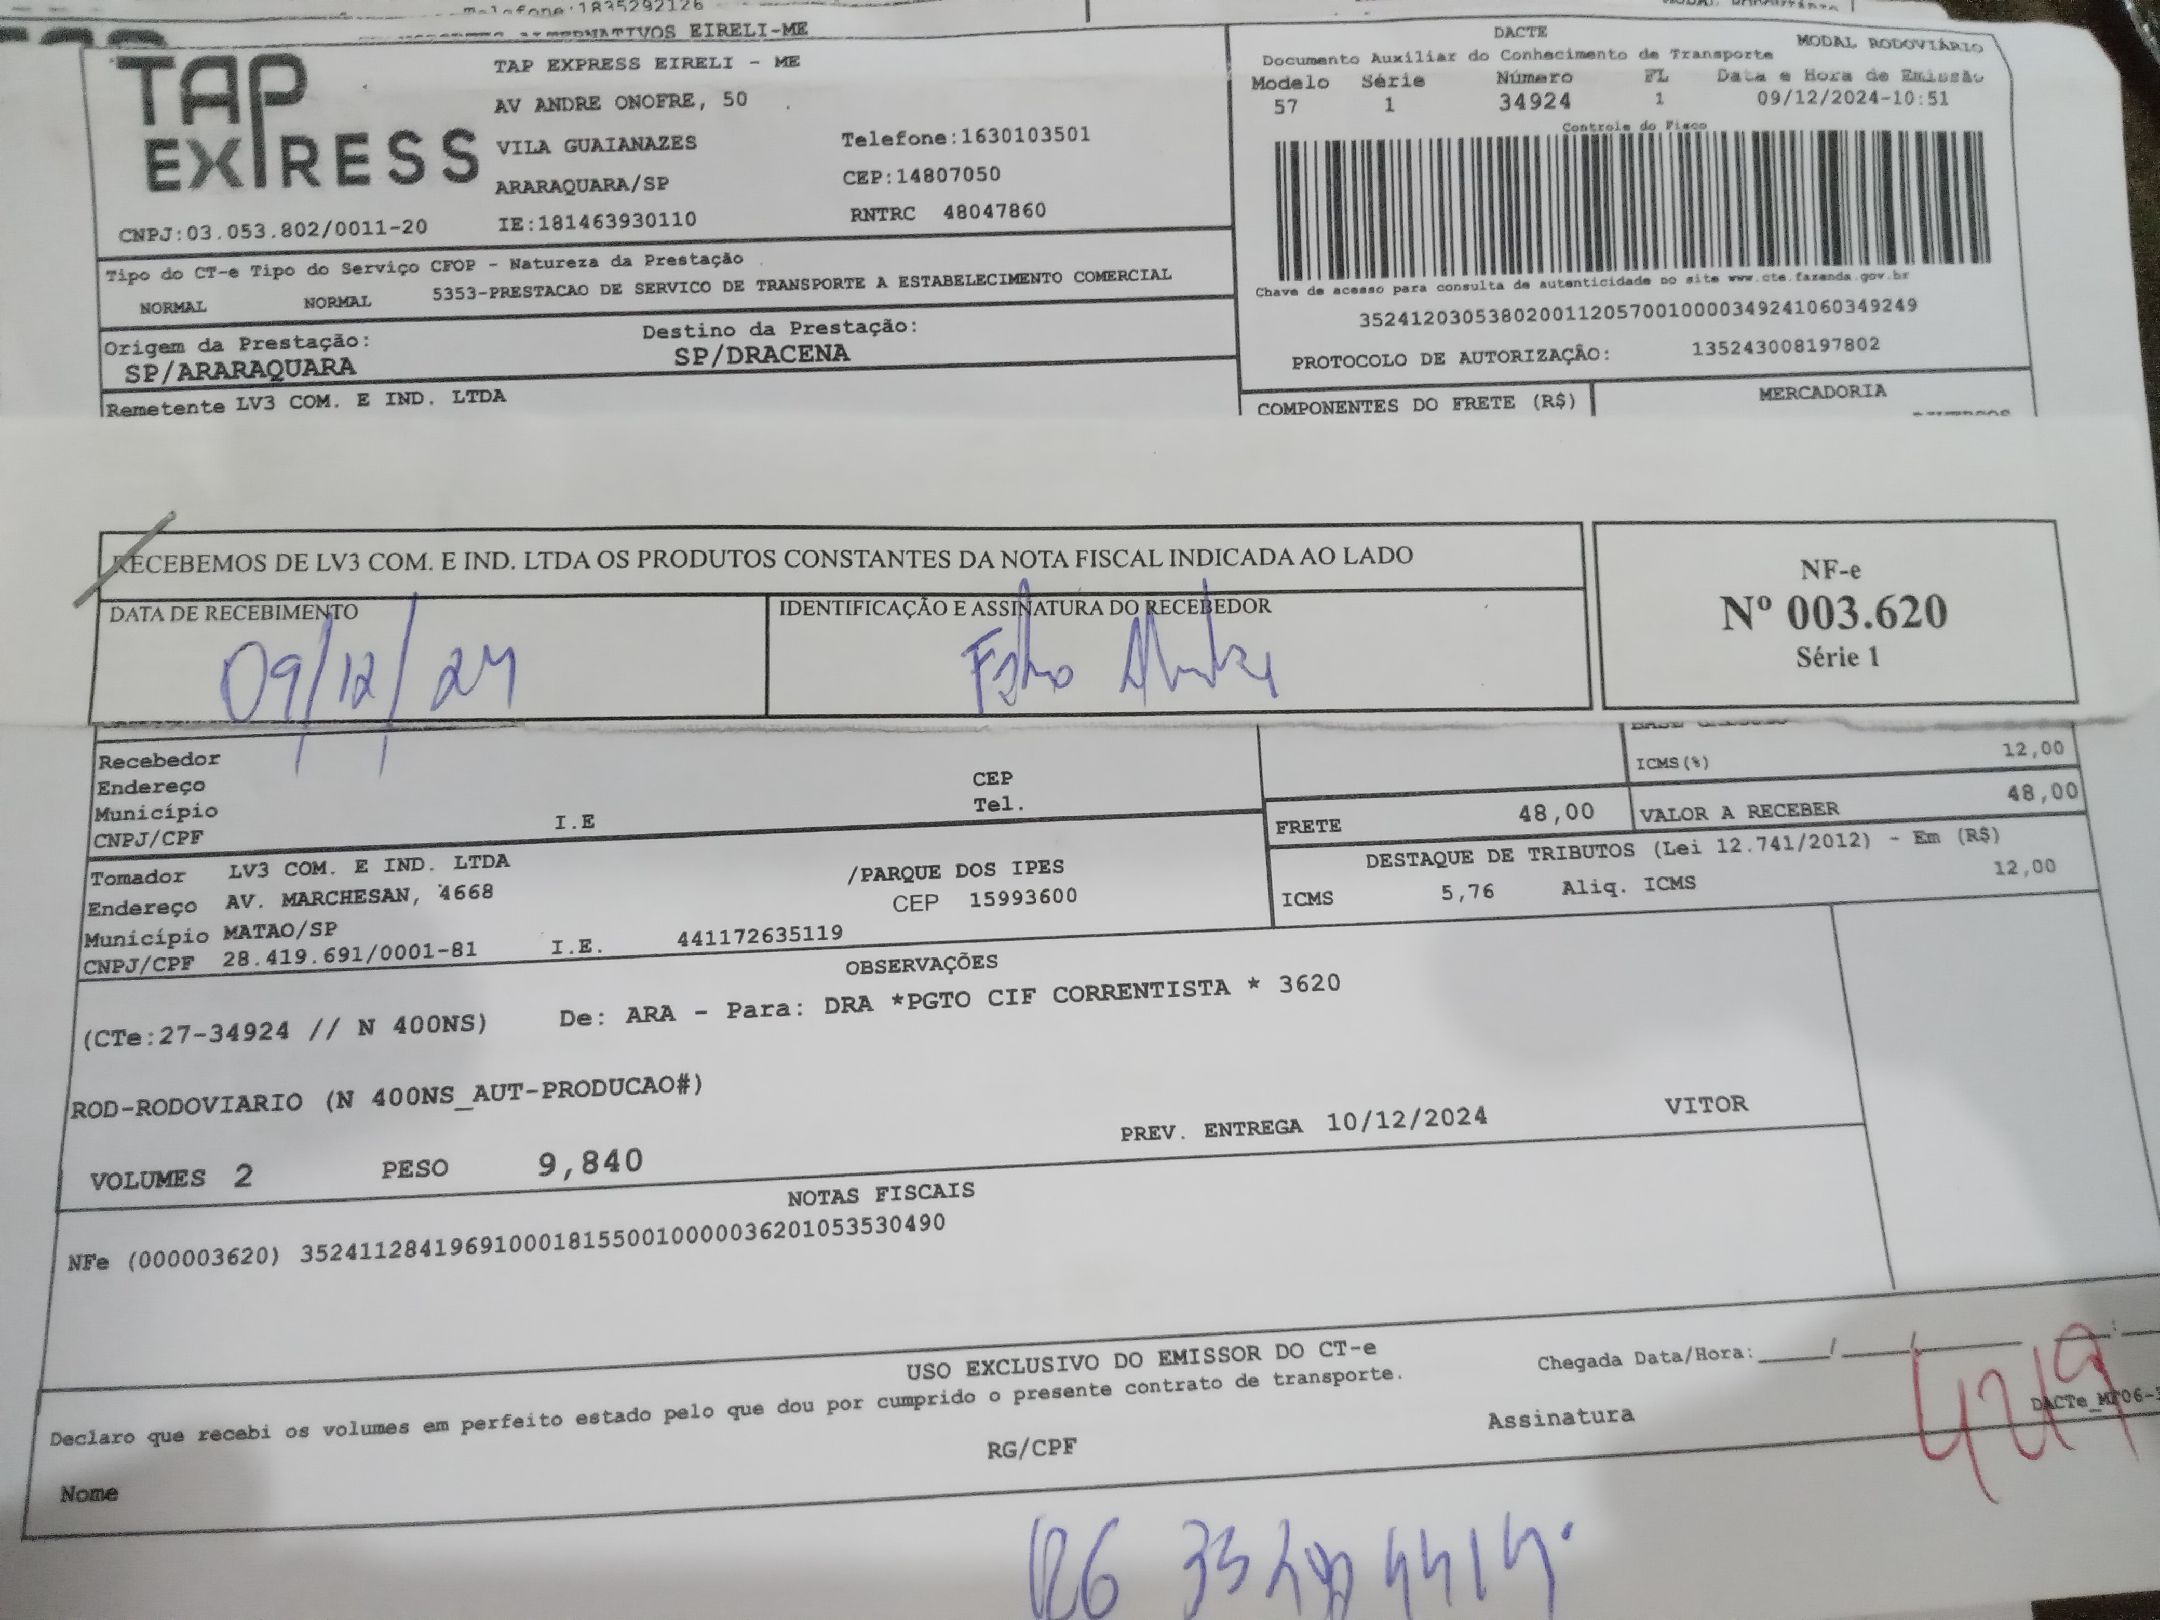 Telefone:1835292126
TAP EXPRESS
TAP EXPRESS EIRELI - ME
AV ANDRE ONOFRE, 50
VILA GUAIANAZES Telefone:1630103501
ARARAQUARA/SP CEP:14807050
CNPJ:03.053.802/0011-20 IE:181463930110 RNTRC 48047860
DACTE
Documento Auxiliar do Conhecimento de Transporte MODAL RODOVIÁRIO
Modelo Série Número FL Data e Hora de Emissão
57 1 34924 1 09/12/2024-10:51
Controle do Fisco
Chave de acesso para consulta de autenticidade no site www.cte.fazenda.gov.br
35241203053802001120570010000349241060349249
PROTOCOLO DE AUTORIZAÇÃO: 135243008197802
Tipo do CT-e Tipo do Serviço CFOP - Natureza da Prestação
NORMAL NORMAL 5353-PRESTACAO DE SERVICO DE TRANSPORTE A ESTABELECIMENTO COMERCIAL
Origem da Prestação: Destino da Prestação:
SP/ARARAQUARA SP/DRACENA
Remetente LV3 COM. E IND. LTDA
COMPONENTES DO FRETE (R$) MERCADORIA
RECEBEMOS DE LV3 COM. E IND. LTDA OS PRODUTOS CONSTANTES DA NOTA FISCAL INDICADA AO LADO
DATA DE RECEBIMENTO IDENTIFICAÇÃO E ASSINATURA DO RECEBEDOR
09/12/24
NF-e
Nº 003.620
Série 1
Recebedor
Endereço CEP
Município Tel.
CNPJ/CPF I.E
ICMS(%) 12,00
FRETE 48,00 VALOR A RECEBER 48,00
DESTAQUE DE TRIBUTOS (Lei 12.741/2012) - Em (R$)
ICMS 5,76 Aliq. ICMS 12,00
Tomador LV3 COM. E IND. LTDA
Endereço AV. MARCHESAN, 4668 /PARQUE DOS IPES
Município MATAO/SP CEP 15993600
CNPJ/CPF 28.419.691/0001-81 I.E. 441172635119
OBSERVAÇÕES
(CTe:27-34924 // N 400NS) De: ARA - Para: DRA *PGTO CIF CORRENTISTA * 3620
ROD-RODOVIARIO (N 400NS_AUT-PRODUCAO#)
VOLUMES 2 PESO 9,840 PREV. ENTREGA 10/12/2024 VITOR
NOTAS FISCAIS
NFe (000003620) 35241128419691000181550010000036201053530490
USO EXCLUSIVO DO EMISSOR DO CT-e
Declaro que recebi os volumes em perfeito estado pelo que dou por cumprido o presente contrato de transporte.
Chegada Data/Hora:_____/
Nome RG/CPF Assinatura